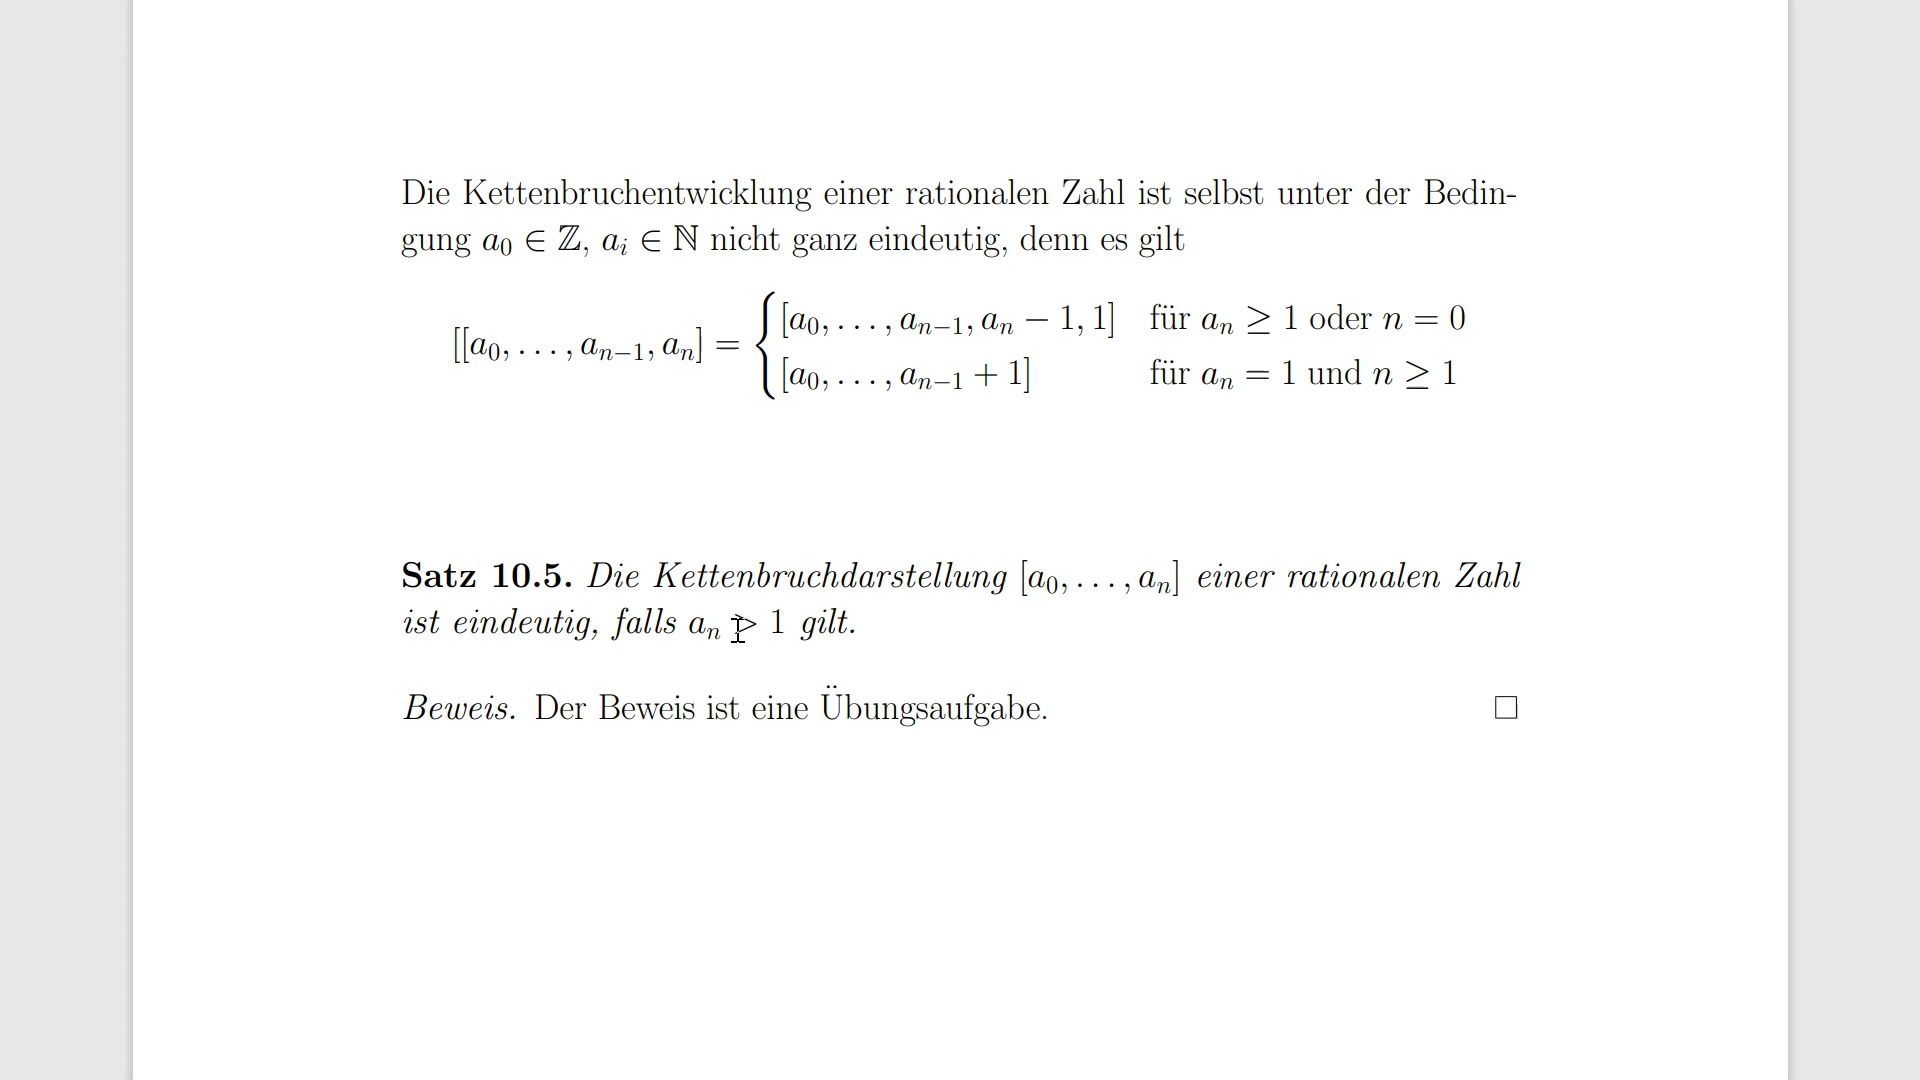 Die Kettenbruchentwicklung einer rationalen Zahl ist selbst unter der Bedin-
gung a₀ ∈ ℤ, aᵢ ∈ ℕ nicht ganz eindeutig, denn es gilt
[[a₀, . . . , aₙ₋₁, aₙ] = { [a₀, . . . , aₙ₋₁, aₙ − 1, 1] für aₙ ≥ 1 oder n = 0
[a₀, . . . , aₙ₋₁ + 1] für aₙ = 1 und n ≥ 1
Satz 10.5. Die Kettenbruchdarstellung [a₀, . . . , aₙ] einer rationalen Zahl
ist eindeutig, falls aₙ > 1 gilt.
Beweis. Der Beweis ist eine Übungsaufgabe. □